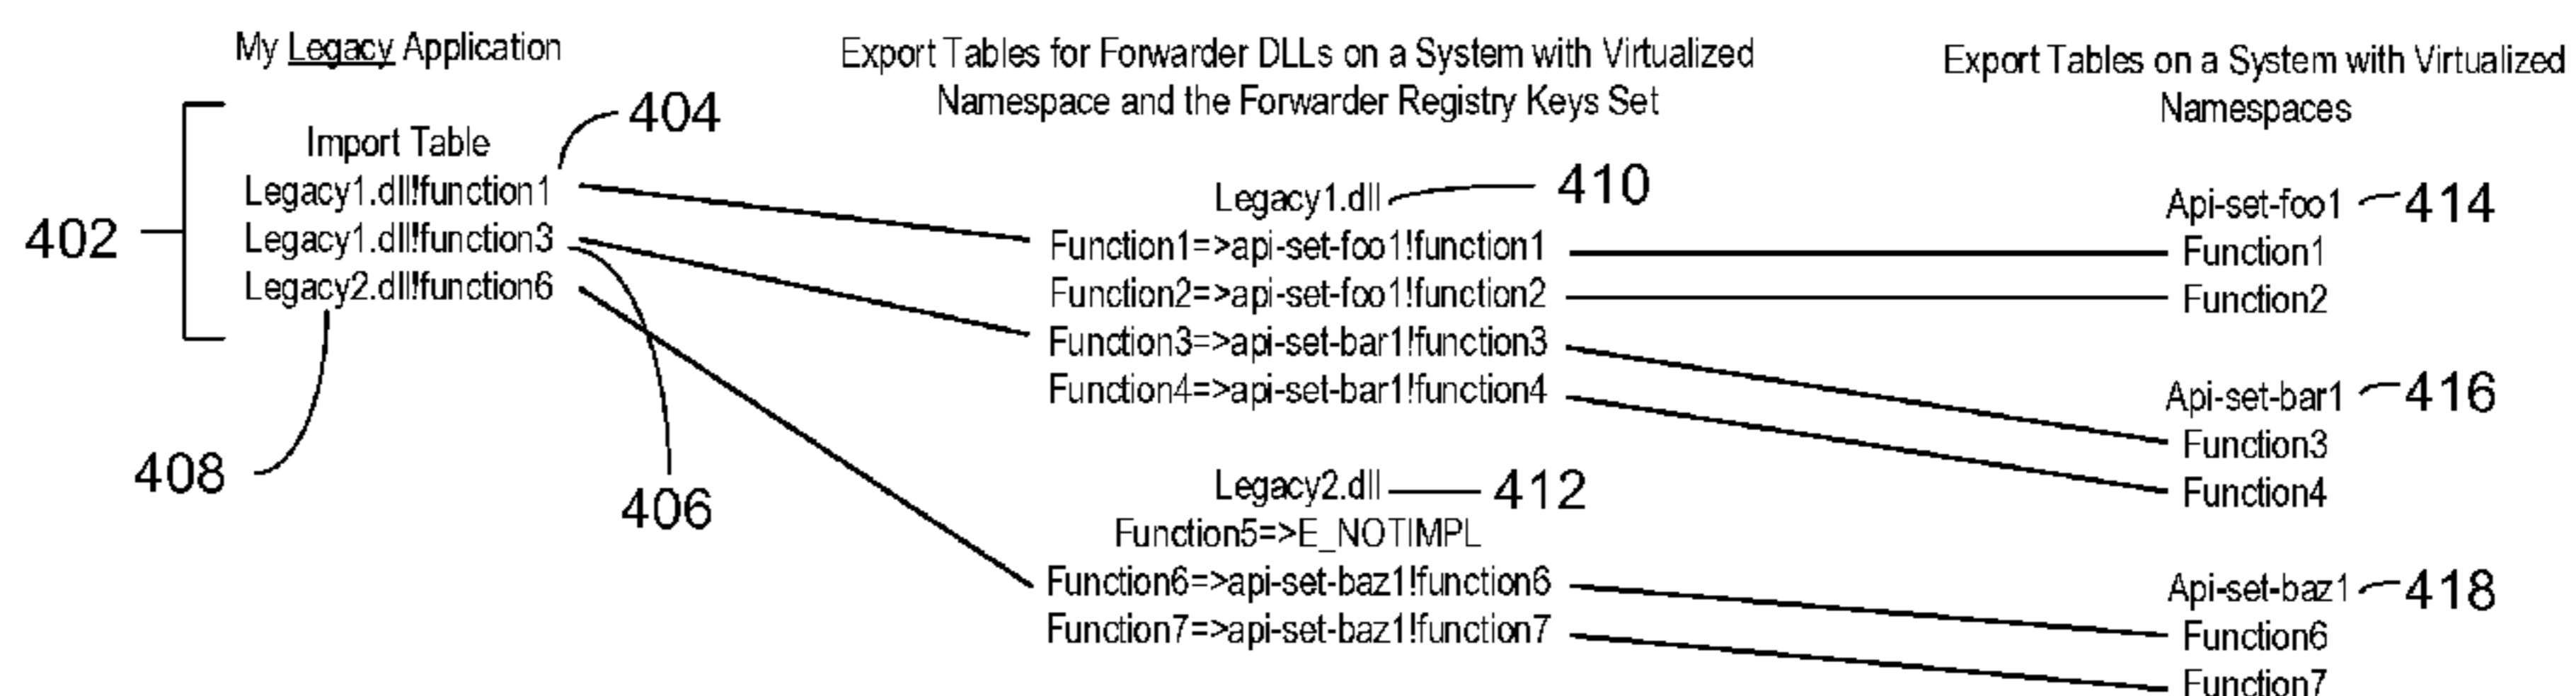 My Legacy Application
402
Import Table
404
Legacy1.dll!function1
Legacy1.dll!function3
Legacy2.dll!function6
408
406
Export Tables for Forwarder DLLs on a System with Virtualized
Namespace and the Forwarder Registry Keys Set
Legacy1.dll 410
Function1=>api-set-foo1!function1
Function2=>api-set-foo1!function2
Function3=>api-set-bar1!function3
Function4=>api-set-bar1!function4
Legacy2.dll 412
Function5=>E_NOTIMPL
Function6=>api-set-baz1!function6
Function7=>api-set-baz1!function7
Export Tables on a System with Virtualized
Namespaces
Api-set-foo1 414
Function1
Function2
Api-set-bar1 416
Function3
Function4
Api-set-baz1 418
Function6
Function7